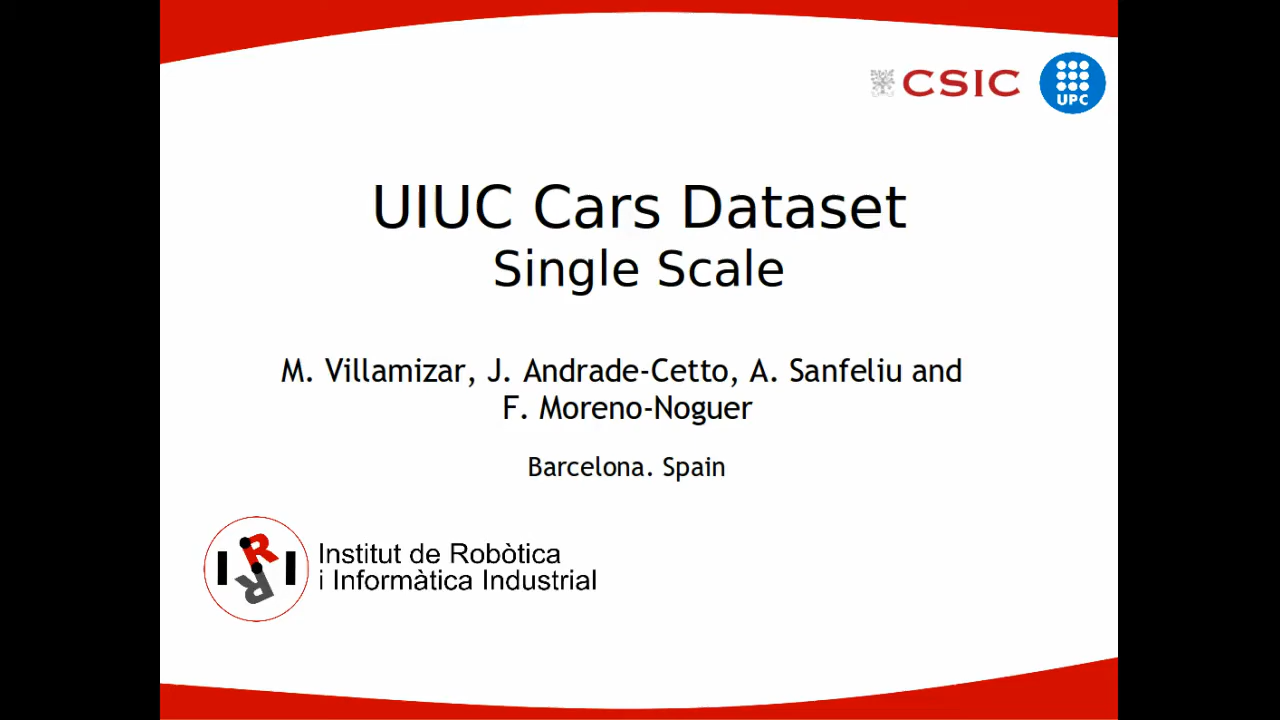 CSIC
UPC
UIUC Cars Dataset
Single Scale
M. Villamizar, J. Andrade-Cetto, A. Sanfeliu and
F. Moreno-Noguer
Barcelona. Spain
IRRI
Institut de Robòtica
i Informàtica Industrial